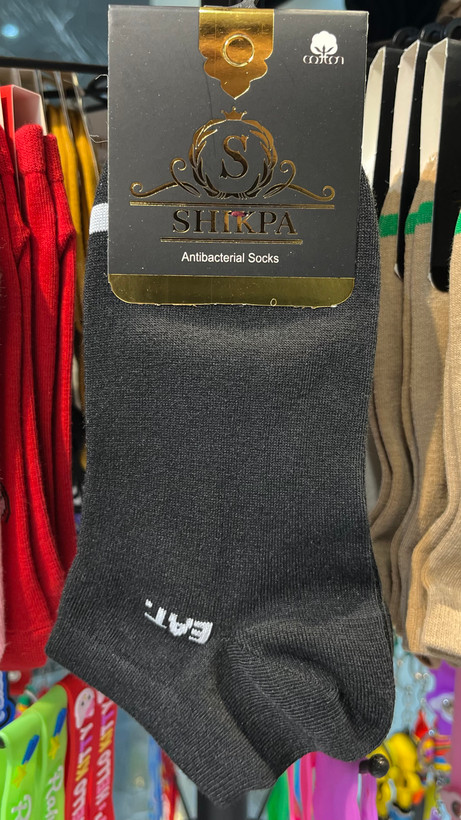 cotton
S
SHIKPA
Antibacterial Socks
EAT.